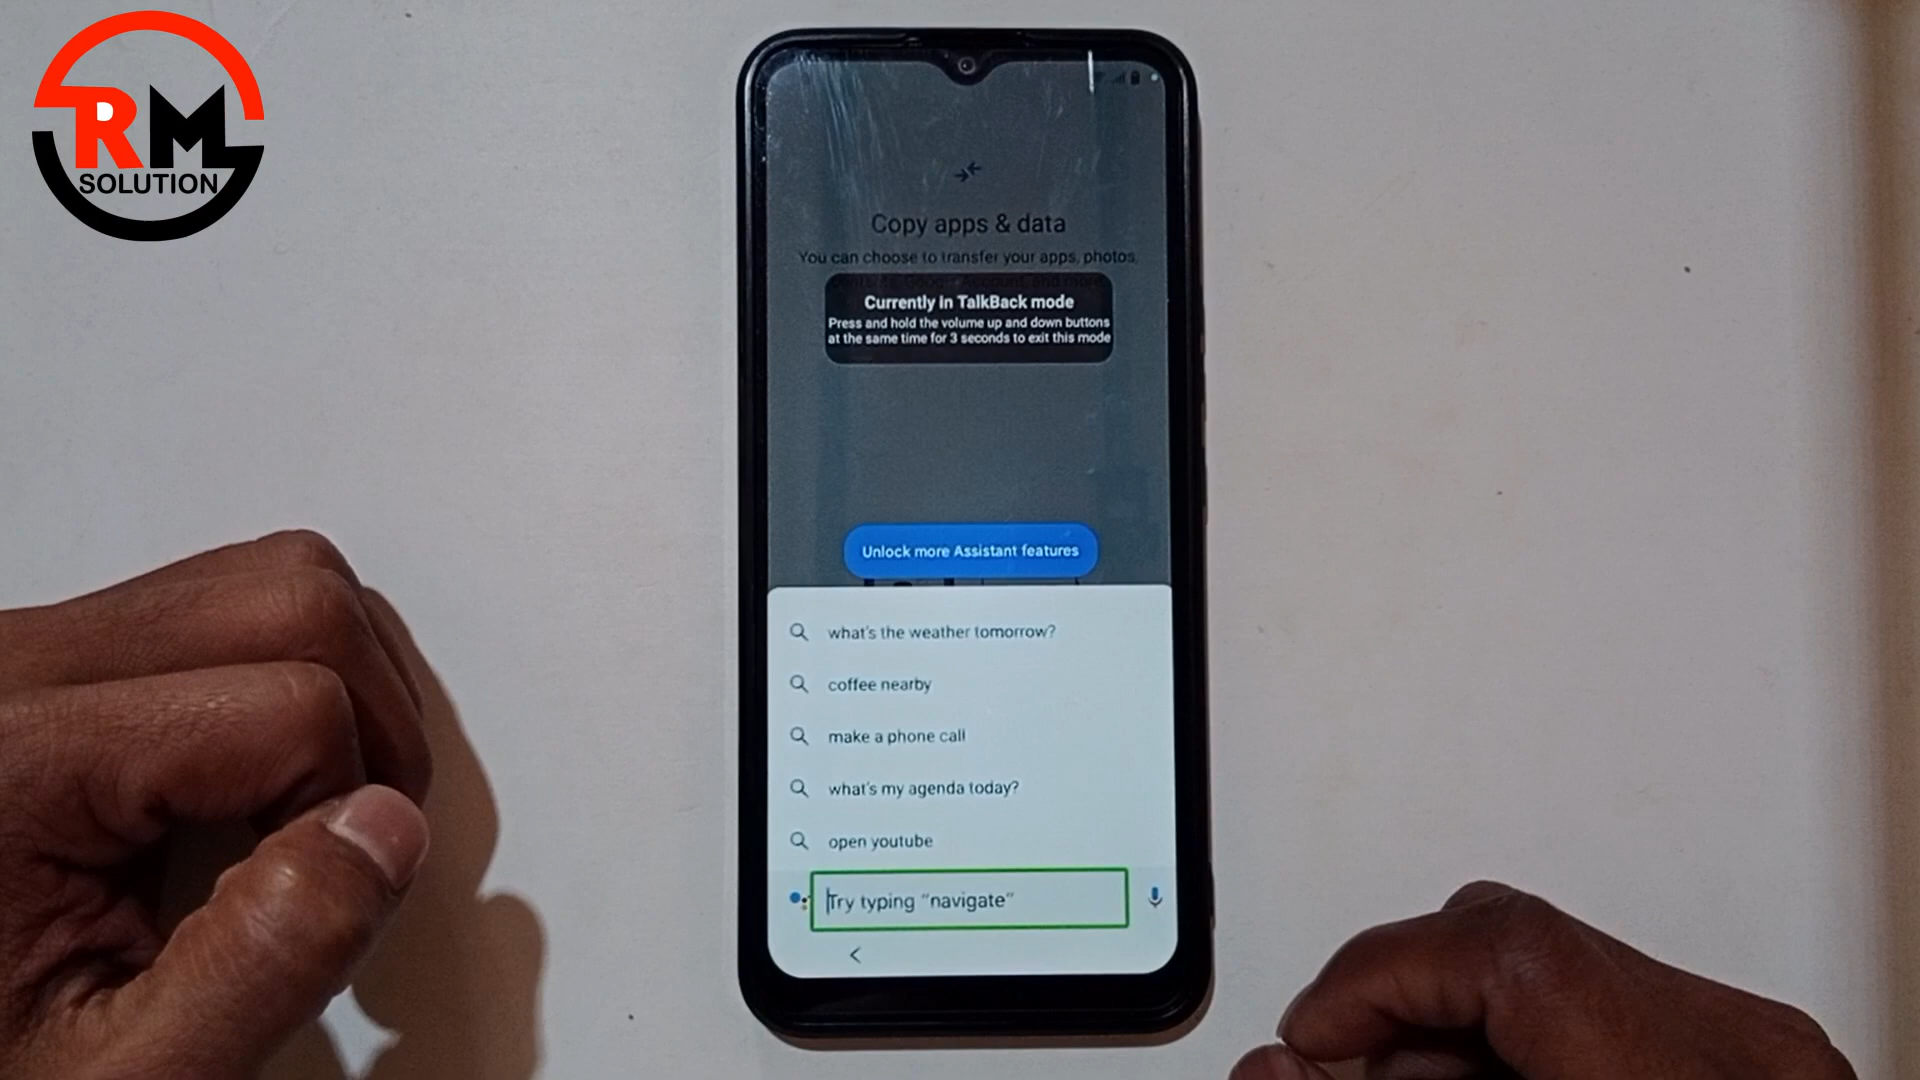 RM
SOLUTION
Copy apps & data
You can choose to transfer your apps, photos,
Currently in TalkBack mode
Press and hold the volume up and down buttons
at the same time for 3 seconds to exit this mode
Unlock more Assistant features
what's the weather tomorrow?
coffee nearby
make a phone call
what's my agenda today?
open youtube
Try typing "navigate"